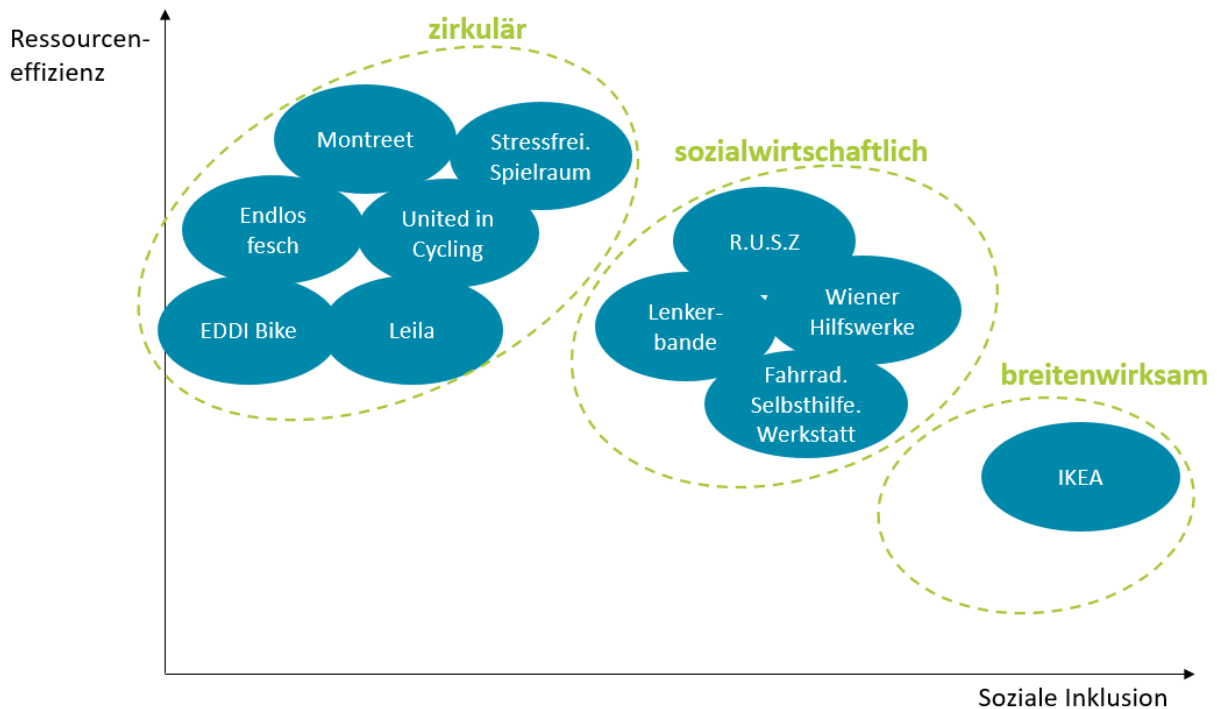 Ressourcen-
effizienz
zirkulär
Montreet
Stressfrei.
Spielraum
Endlos
fesch
United in
Cycling
EDDI Bike
Leila
sozialwirtschaftlich
R.U.S.Z
Lenker-
bande
Wiener
Hilfswerke
Fahrrad.
Selbsthilfe.
Werkstatt
breitenwirksam
IKEA
Soziale Inklusion